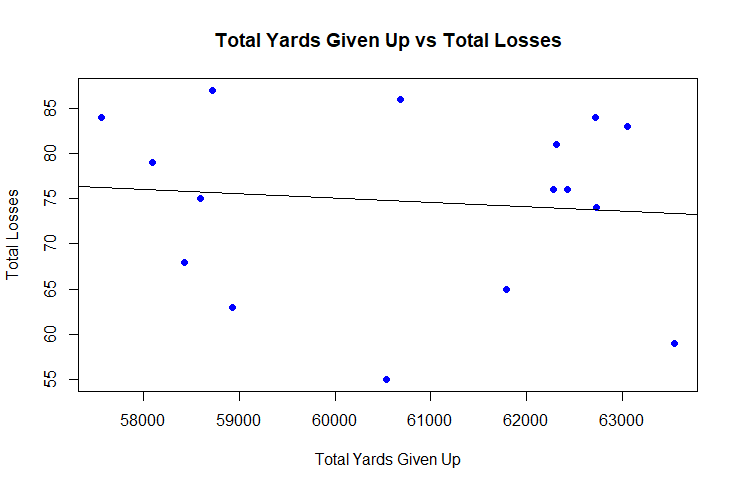 Total Yards Given Up vs Total Losses
Total Losses
85
80
75
70
65
60
55
58000 59000 60000 61000 62000 63000
Total Yards Given Up